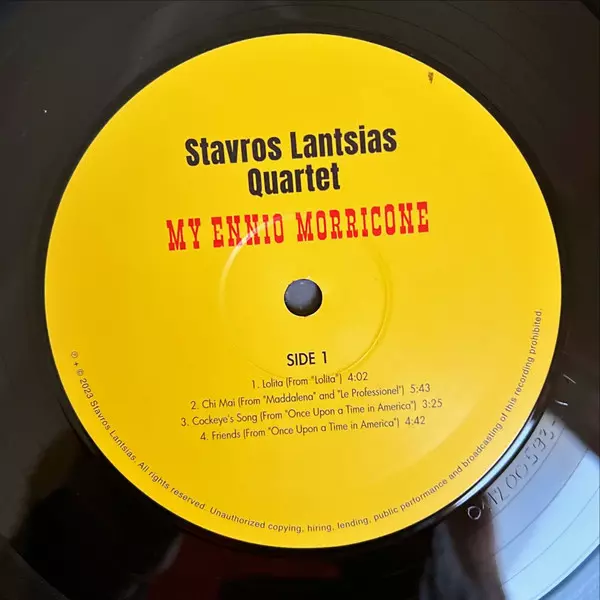 Stavros Lantsias
Quartet
MY ENNIO MORRICONE
SIDE 1
1. Lolita (From "Lolita") 4:02
2. Chi Mai (From "Maddalena" and "Le Professionel") 5:43
3. Cockeye's Song (From "Once Upon a Time in America") 3:25
4. Friends (From "Once Upon a Time in America") 4:42
℗ + © 2023 Stavros Lantsias. All rights reserved. Unauthorized copying, hiring, lending, public performance and broadcasting of this recording prohibited.